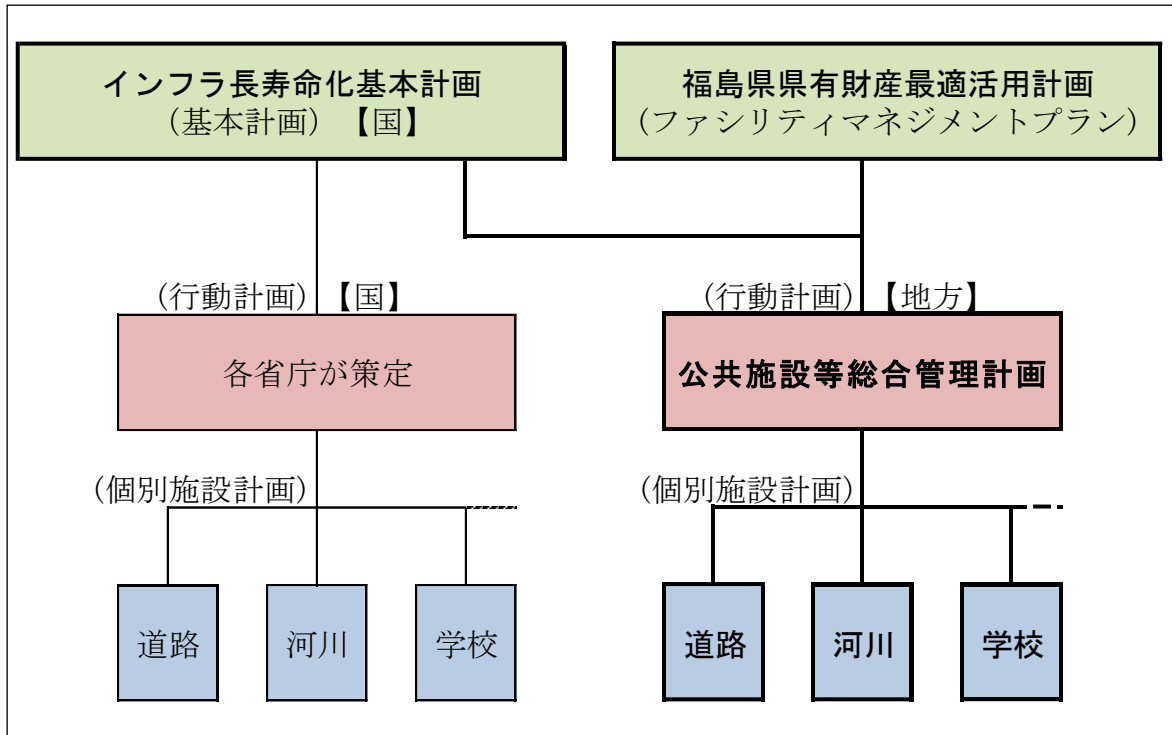 インフラ長寿命化基本計画
(基本計画)【国】
福島県県有財産最適活用計画
(ファシリティマネジメントプラン)
(行動計画)【国】
各省庁が策定
(行動計画)【地方】
公共施設等総合管理計画
(個別施設計画)
道路
河川
学校
(個別施設計画)
道路
河川
学校